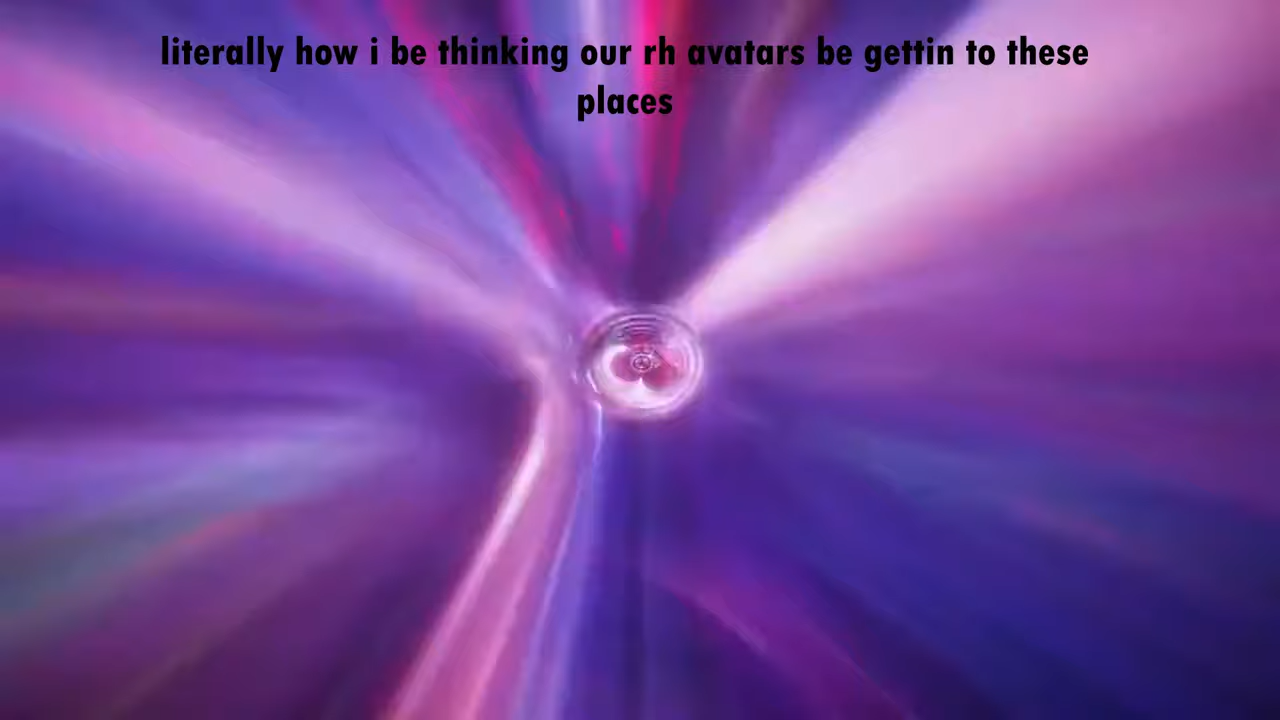 literally how i be thinking our rh avatars be gettin to these
places